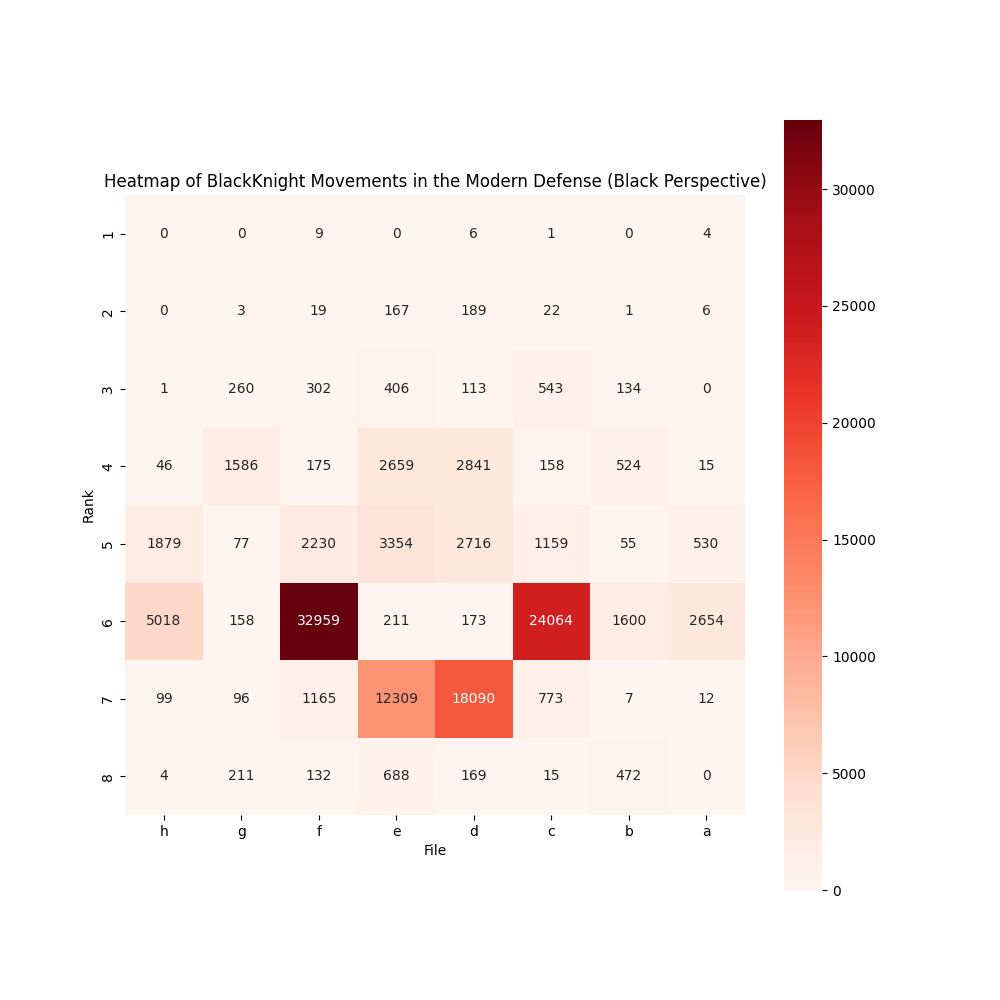 Heatmap of BlackKnight Movements in the Modern Defense (Black Perspective)
1 0 0 9 0 6 1 0 4
2 0 3 19 167 189 22 1 6
3 1 260 302 406 113 543 134 0
4 46 1586 175 2659 2841 158 524 15
Rank
5 1879 77 2230 3354 2716 1159 55 530
6 5018 158 32959 211 173 24064 1600 2654
7 99 96 1165 12309 18090 773 7 12
8 4 211 132 688 169 15 472 0
h g f e d c b a
File
30000
25000
20000
15000
10000
5000
0